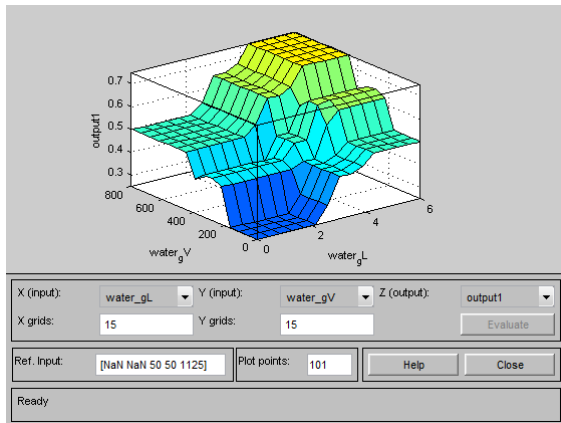 0.7
0.6
0.5
0.4
0.3
output1
800
600
400
200
0
0
2
4
6
water_gV
water_gL
X (input): water_gL Y (input): water_gV Z (output): output1
X grids: 15 Y grids: 15 Evaluate
Ref. Input: [NaN NaN 50 50 1125] Plot points: 101 Help Close
Ready